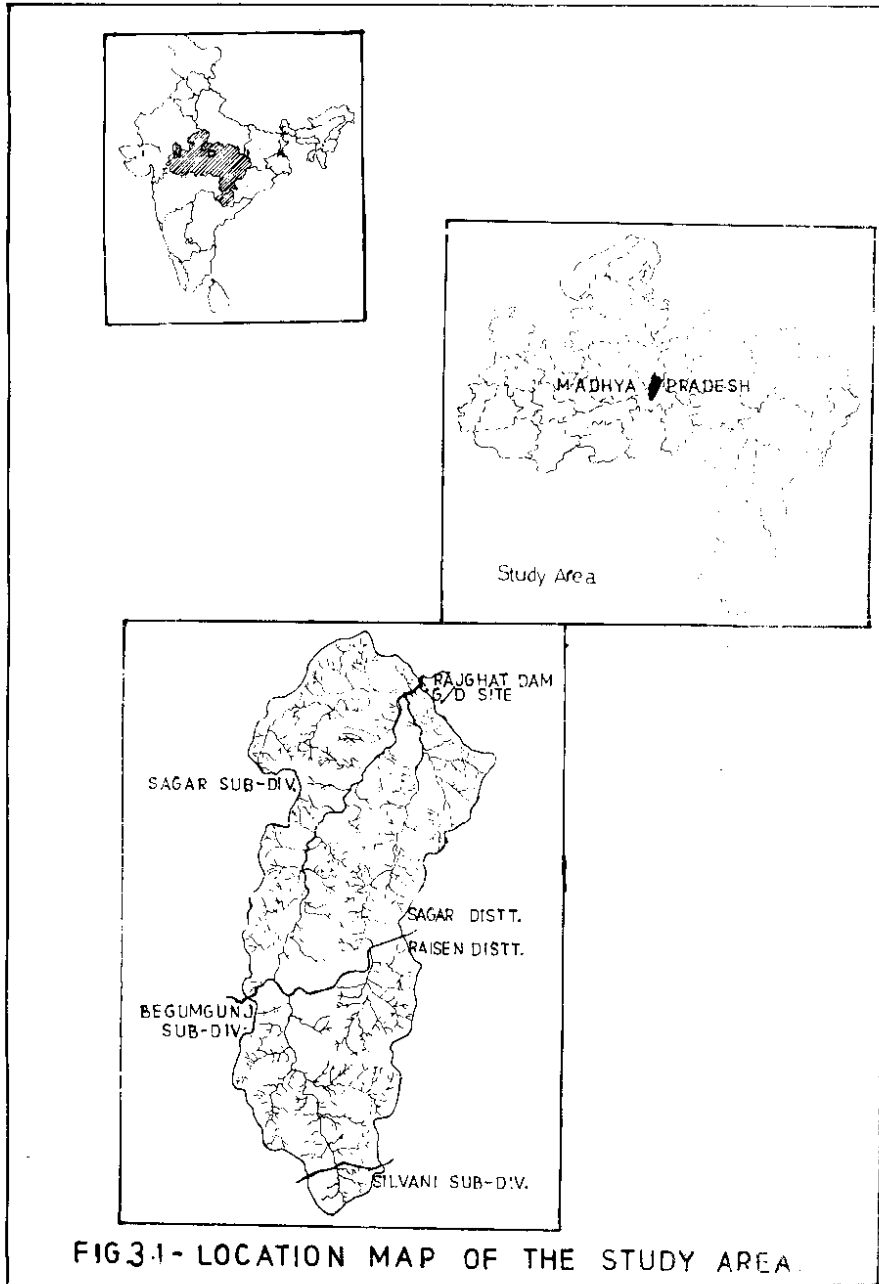 MADHYA PRADESH
Study Area
RAJGHAT DAM
G/D SITE
SAGAR SUB-DIV.
SAGAR DISTT.
RAISEN DISTT.
BEGUMGUNJ
SUB-DIV.
SILVANI SUB-DIV.
FIG.3.1- LOCATION MAP OF THE STUDY AREA.